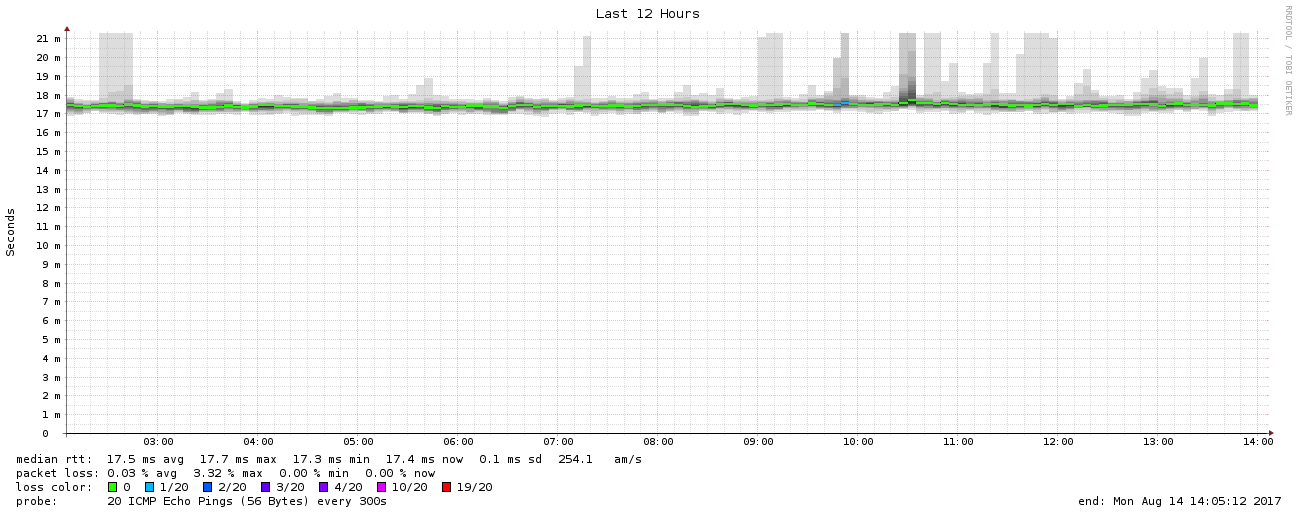 Last 12 Hours
RRDTOOL / TOBI OETIKER
Seconds
21 m
20 m
19 m
18 m
17 m
16 m
15 m
14 m
13 m
12 m
11 m
10 m
9 m
8 m
7 m
6 m
5 m
4 m
3 m
2 m
1 m
0
03:00 04:00 05:00 06:00 07:00 08:00 09:00 10:00 11:00 12:00 13:00 14:00
median rtt: 17.5 ms avg 17.7 ms max 17.3 ms min 17.4 ms now 0.1 ms sd 254.1 am/s
packet loss: 0.03 % avg 3.32 % max 0.00 % min 0.00 % now
loss color: 0 1/20 2/20 3/20 4/20 10/20 19/20
probe: 20 ICMP Echo Pings (56 Bytes) every 300s end: Mon Aug 14 14:05:12 2017